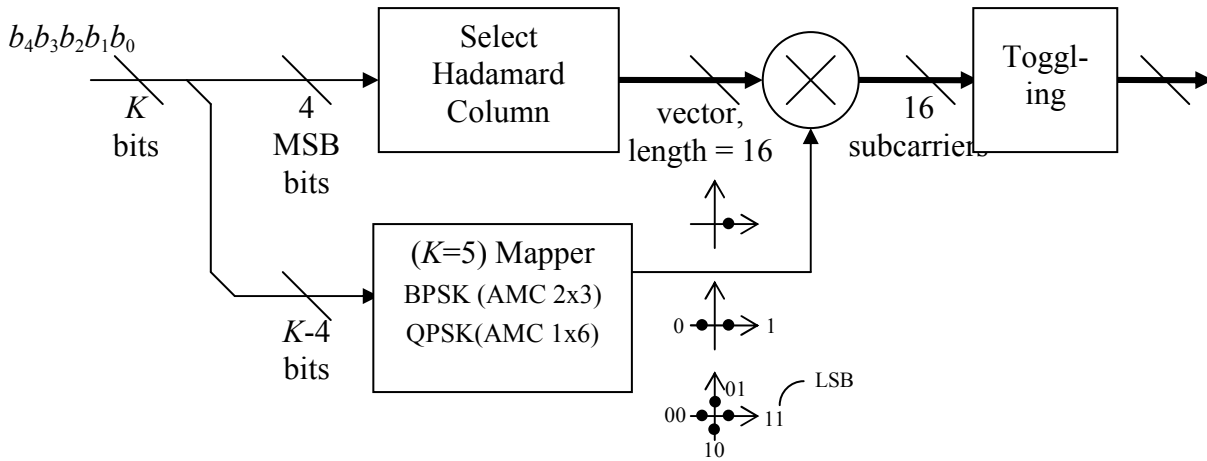 b4b3b2b1b0
K
bits
4
MSB
bits
Select
Hadamard
Column
vector,
length = 16
16
subcarriers
Toggl-
ing
(K=5) Mapper
BPSK (AMC 2x3)
QPSK(AMC 1x6)
K-4
bits
0 1
01
LSB
00 11
10